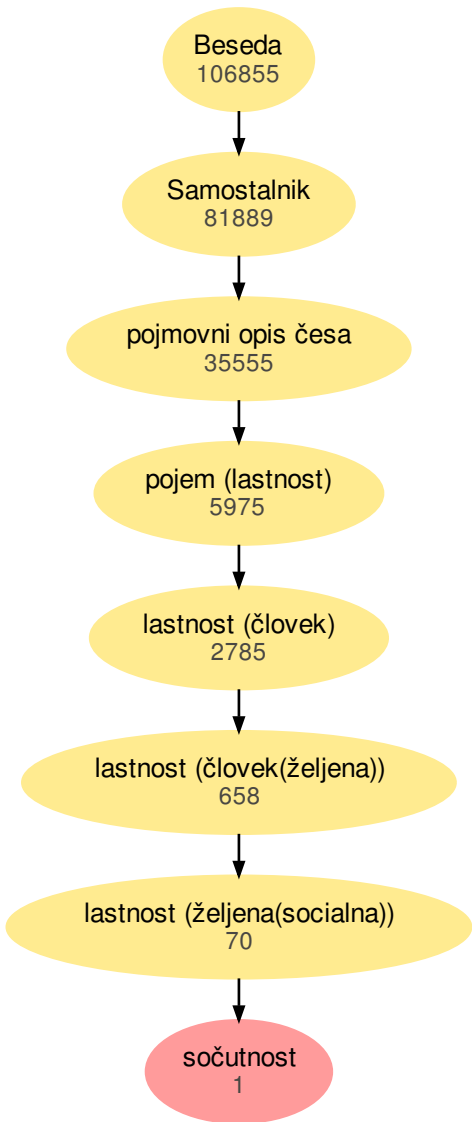 Beseda
106855
Samostalnik
81889
pojmovni opis česa
35555
pojem (lastnost)
5975
lastnost (človek)
2785
lastnost (človek(željena))
658
lastnost (željena(socialna))
70
sočutnost
1